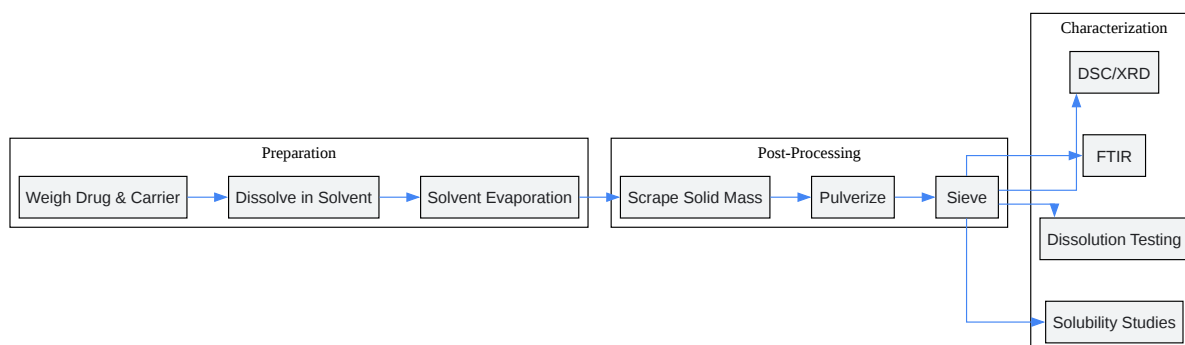 Preparation
Weigh Drug & Carrier
Dissolve in Solvent
Solvent Evaporation
Post-Processing
Scrape Solid Mass
Pulverize
Sieve
Characterization
DSC/XRD
FTIR
Dissolution Testing
Solubility Studies